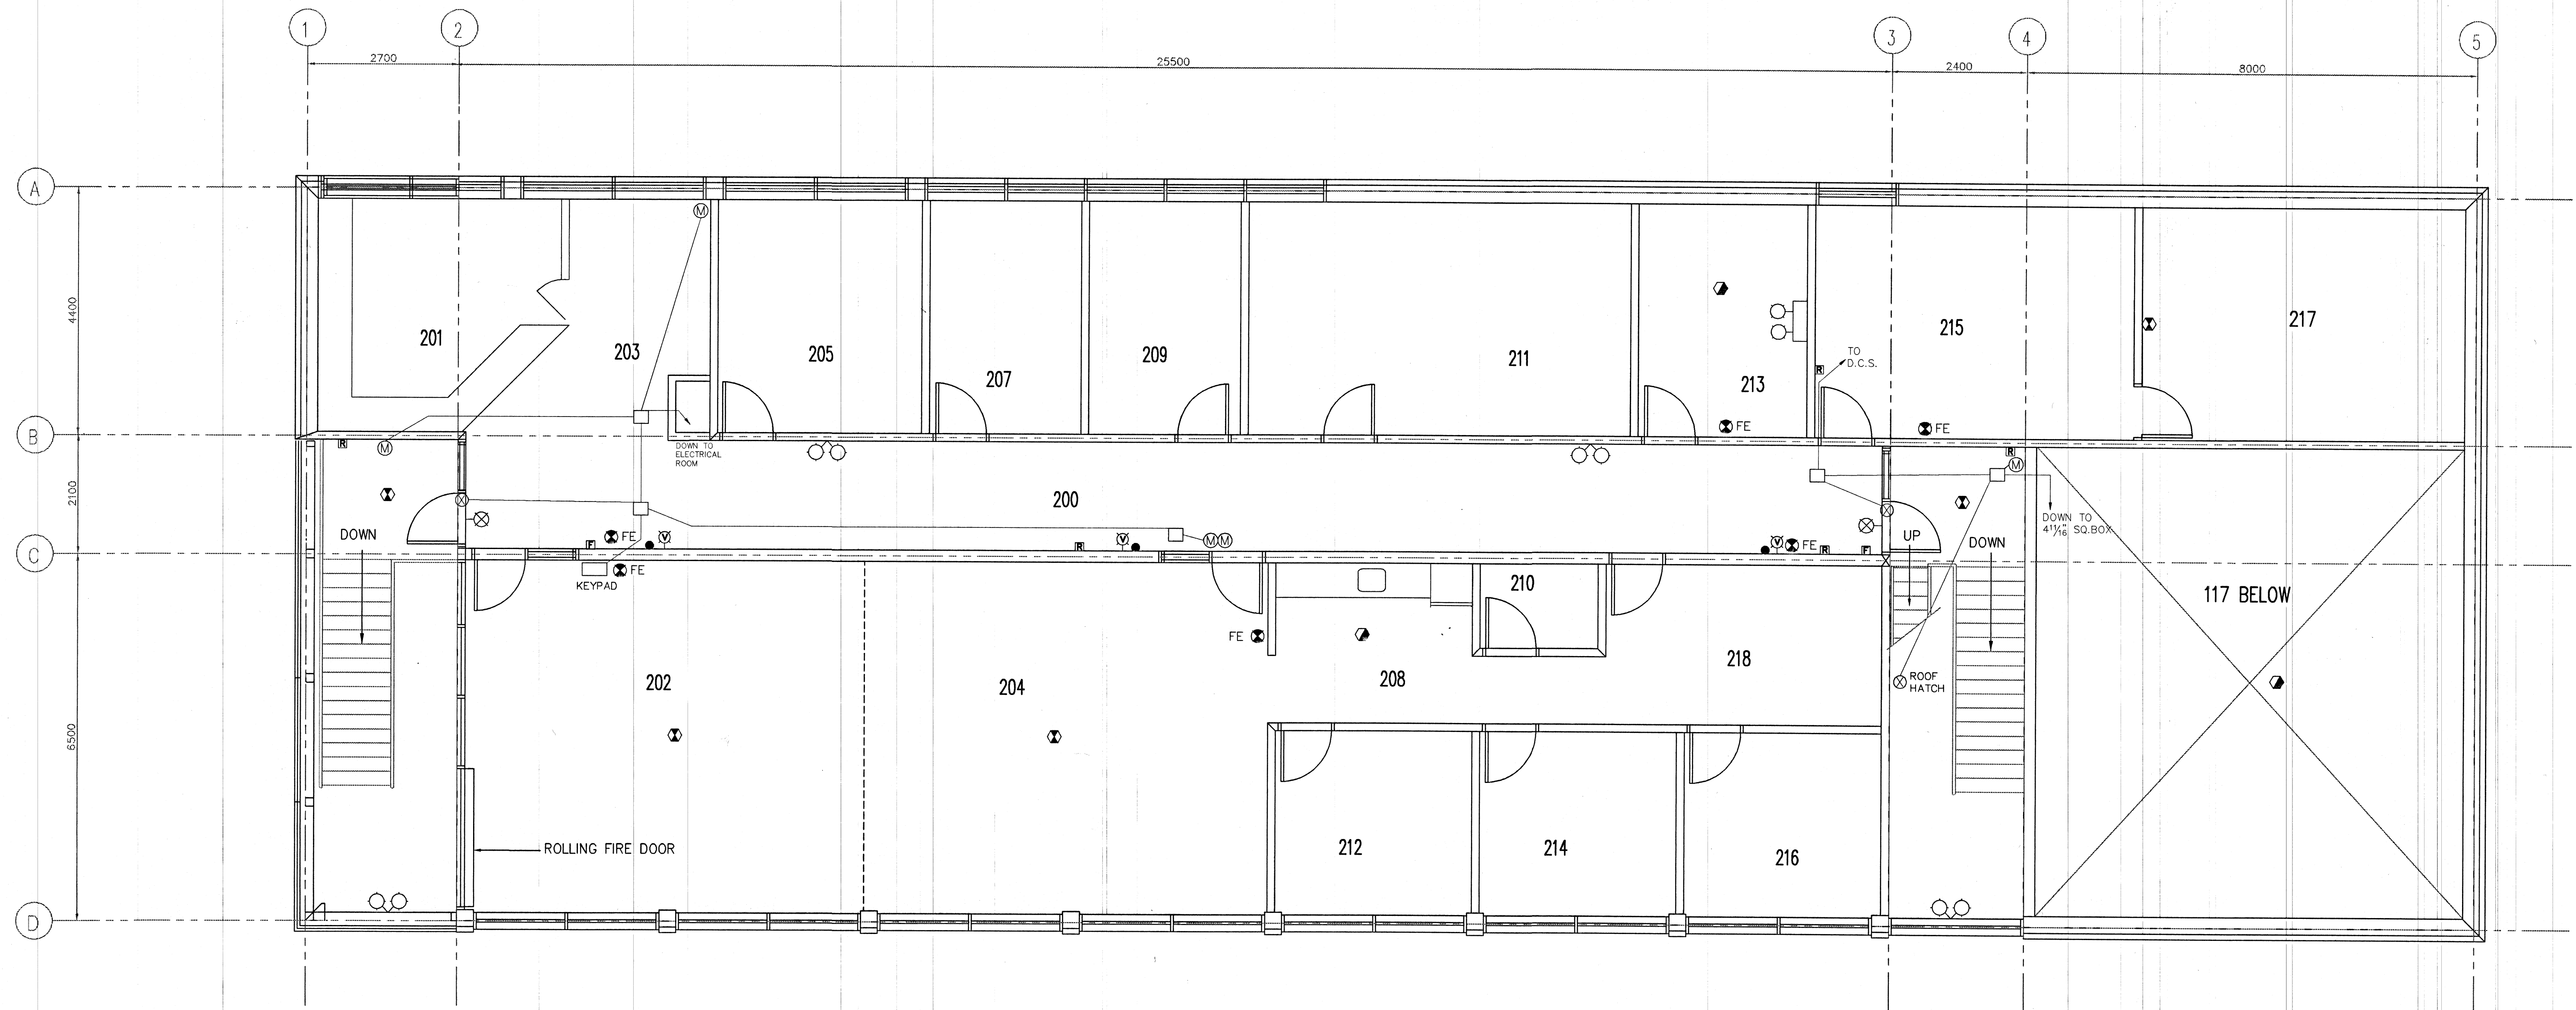 1
2
3
4
5
2700
25500
2400
8000
A
M
4400
201
203
205
207
209
211
213
215
217
TO
D.C.S.
R
FE
FE
B
R
M
DOWN TO
ELECTRICAL
ROOM
R
M
2100
200
DOWN
DOWN TO
4 11/16" SQ.BOX
UP
DOWN
FE
F
V
R
V
M M
V
FE
R
F
C
KEYPAD
FE
210
117 BELOW
FE
202
204
208
218
ROOF
HATCH
6500
ROLLING FIRE DOOR
212
214
216
D